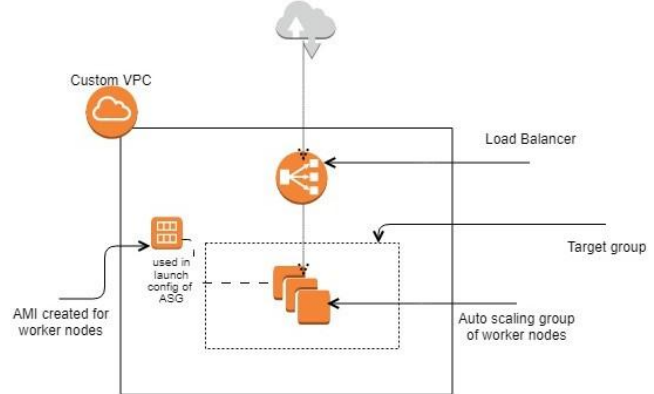 Custom VPC
Load Balancer
Target group
used in
launch
config of
ASG
AMI created for
worker nodes
Auto scaling group
of worker nodes